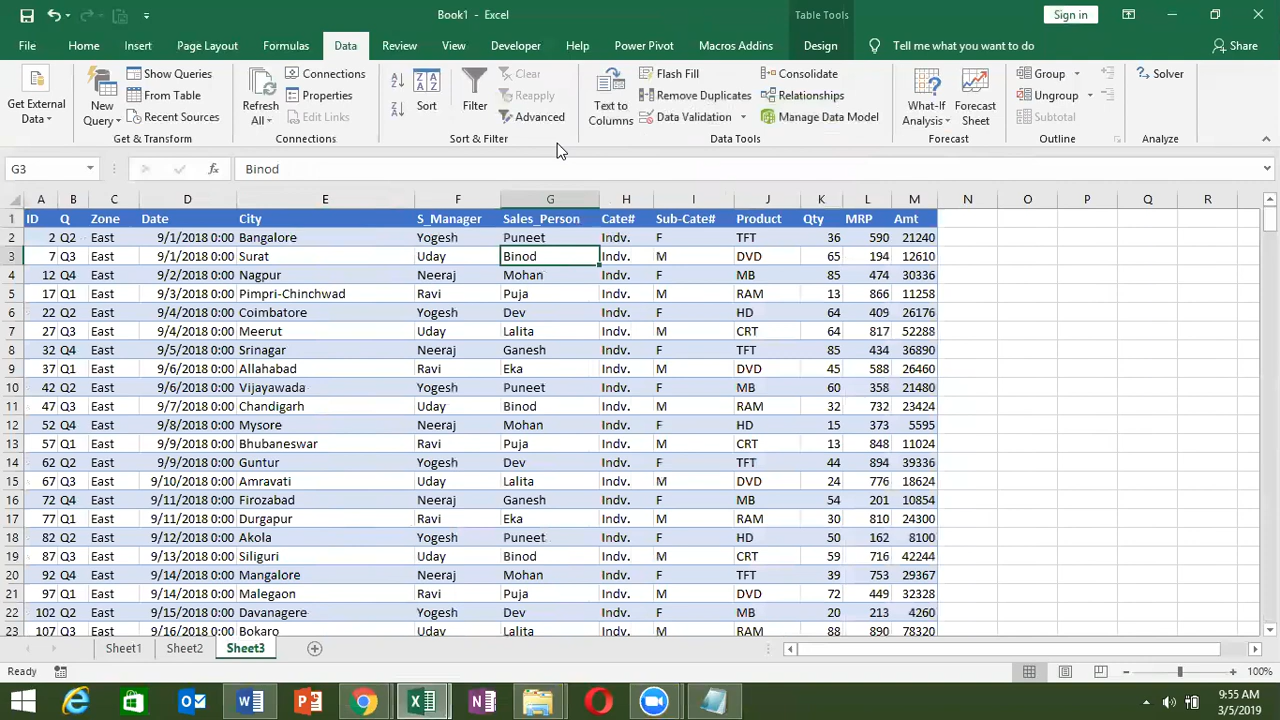 Book1 - Excel
Table Tools
Sign in
File Home Insert Page Layout Formulas Data Review View Developer Help Power Pivot Macros Addins Design Tell me what you want to do Share
Show Queries Connections Clear Flash Fill Consolidate Group Solver
From Table Properties Reapply Remove Duplicates Relationships Ungroup
Recent Sources Edit Links Advanced Data Validation Manage Data Model Subtotal
Get External Data New Query Refresh All Sort Filter Text to Columns What-If Analysis Forecast Sheet
Get & Transform Connections Sort & Filter Data Tools Forecast Outline Analyze
G3 fx Binod
A B C D E F G H I J K L M N O P Q R
1 ID Q Zone Date City S_Manager Sales_Person Cate# Sub-Cate# Product Qty MRP Amt
2 2 Q2 East 9/1/2018 0:00 Bangalore Yogesh Puneet Indv. F TFT 36 590 21240
3 7 Q3 East 9/1/2018 0:00 Surat Uday Binod Indv. M DVD 65 194 12610
4 12 Q4 East 9/2/2018 0:00 Nagpur Neeraj Mohan Indv. F MB 85 474 30336
5 17 Q1 East 9/3/2018 0:00 Pimpri-Chinchwad Ravi Puja Indv. M RAM 13 866 11258
6 22 Q2 East 9/4/2018 0:00 Coimbatore Yogesh Dev Indv. F HD 64 409 26176
7 27 Q3 East 9/4/2018 0:00 Meerut Uday Lalita Indv. M CRT 64 817 52288
8 32 Q4 East 9/5/2018 0:00 Srinagar Neeraj Ganesh Indv. F TFT 85 434 36890
9 37 Q1 East 9/6/2018 0:00 Allahabad Ravi Eka Indv. M DVD 45 588 26460
10 42 Q2 East 9/6/2018 0:00 Vijayawada Yogesh Puneet Indv. F MB 60 358 21480
11 47 Q3 East 9/7/2018 0:00 Chandigarh Uday Binod Indv. M RAM 32 732 23424
12 52 Q4 East 9/8/2018 0:00 Mysore Neeraj Mohan Indv. F HD 15 373 5595
13 57 Q1 East 9/9/2018 0:00 Bhubaneswar Ravi Puja Indv. M CRT 13 848 11024
14 62 Q2 East 9/9/2018 0:00 Guntur Yogesh Dev Indv. F TFT 44 894 39336
15 67 Q3 East 9/10/2018 0:00 Amravati Uday Lalita Indv. M DVD 24 776 18624
16 72 Q4 East 9/11/2018 0:00 Firozabad Neeraj Ganesh Indv. F MB 54 201 10854
17 77 Q1 East 9/11/2018 0:00 Durgapur Ravi Eka Indv. M RAM 30 810 24300
18 82 Q2 East 9/12/2018 0:00 Akola Yogesh Puneet Indv. F HD 50 162 8100
19 87 Q3 East 9/13/2018 0:00 Siliguri Uday Binod Indv. M CRT 59 716 42244
20 92 Q4 East 9/14/2018 0:00 Mangalore Neeraj Mohan Indv. F TFT 39 753 29367
21 97 Q1 East 9/14/2018 0:00 Malegaon Ravi Puja Indv. M DVD 72 449 32328
22 102 Q2 East 9/15/2018 0:00 Davanagere Yogesh Dev Indv. F MB 20 213 4260
23 107 Q3 East 9/16/2018 0:00 Bokaro Uday Lalita Indv. M RAM 88 890 78320
Sheet1 Sheet2 Sheet3
Ready 100%
9:55 AM
3/5/2019